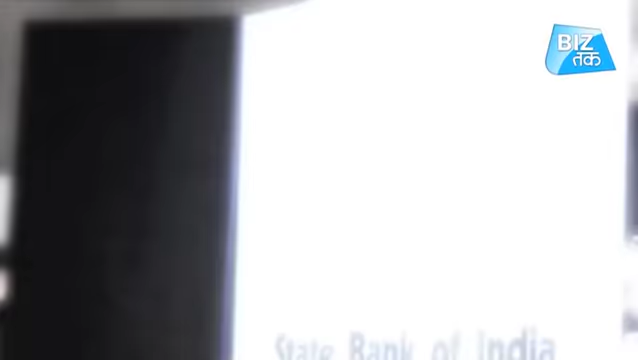 BIZ
तक
State Bank of India